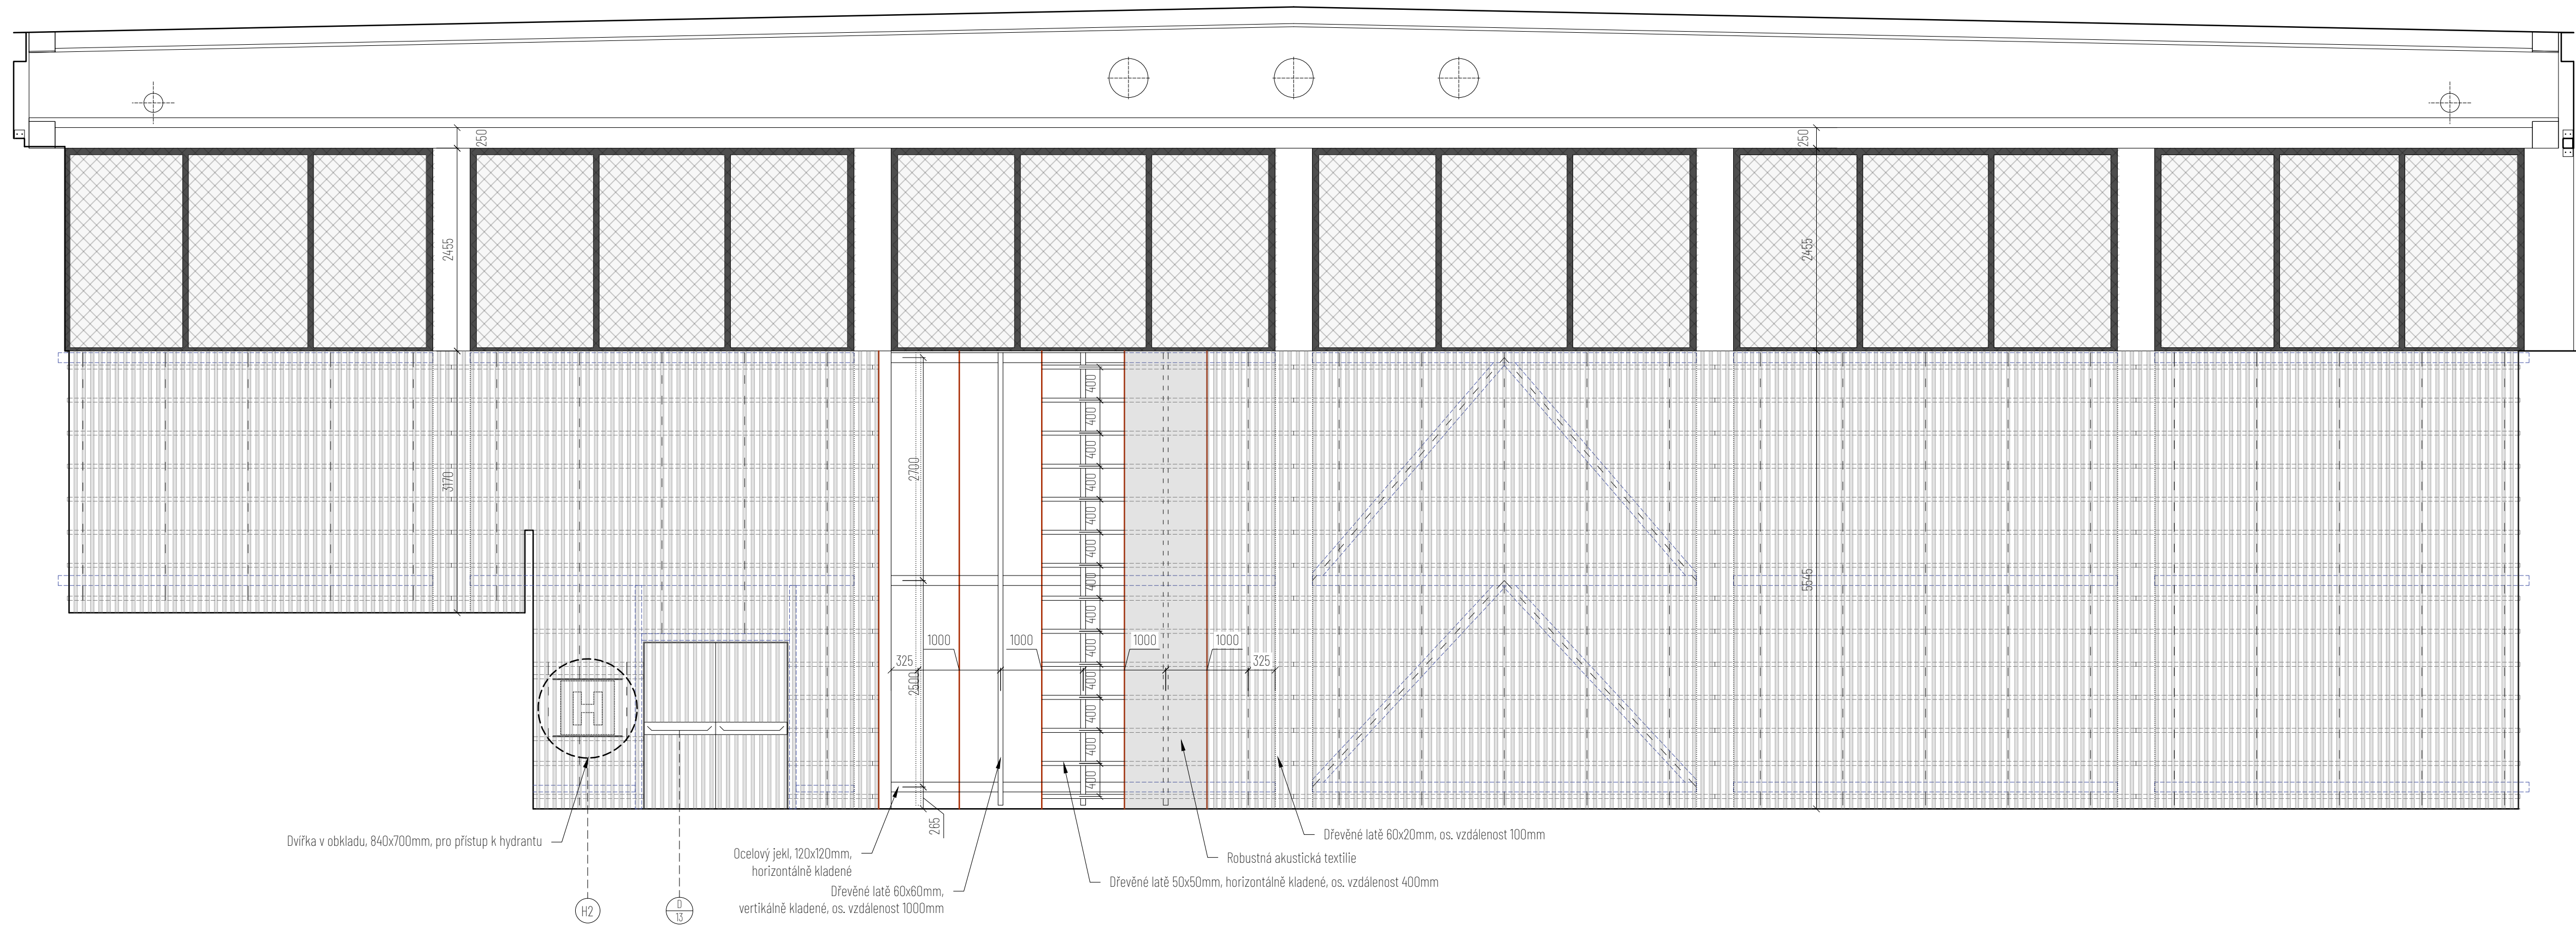 250
250
2455
2455
3170
2700
400
400
400
400
400
400
400
400
400
400
400
400
400
5545
1000
1000
1000
1000
325
325
2500
H
265
Dvířka v obkladu, 840x700mm, pro přístup k hydrantu
Ocelový jekl, 120x120mm,
horizontálně kladené
Dřevěné latě 60x60mm,
vertikálně kladené, os. vzdálenost 1000mm
Dřevěné latě 60x20mm, os. vzdálenost 100mm
Robustná akustická textilie
Dřevěné latě 50x50mm, horizontálně kladené, os. vzdálenost 400mm
H2
D
13